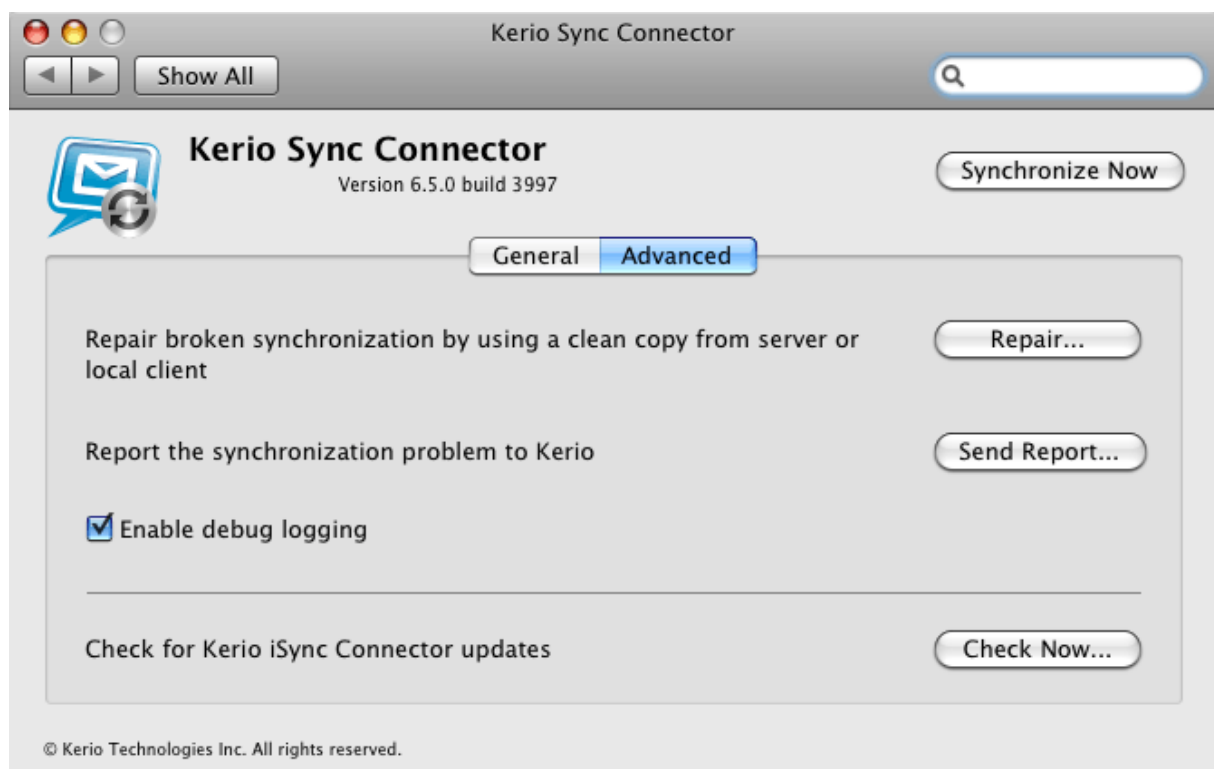 Kerio Sync Connector
Show All
Kerio Sync Connector
Version 6.5.0 build 3997
Synchronize Now
General Advanced
Repair broken synchronization by using a clean copy from server or
local client
Repair...
Report the synchronization problem to Kerio
Send Report...
Enable debug logging
Check for Kerio iSync Connector updates
Check Now...
© Kerio Technologies Inc. All rights reserved.